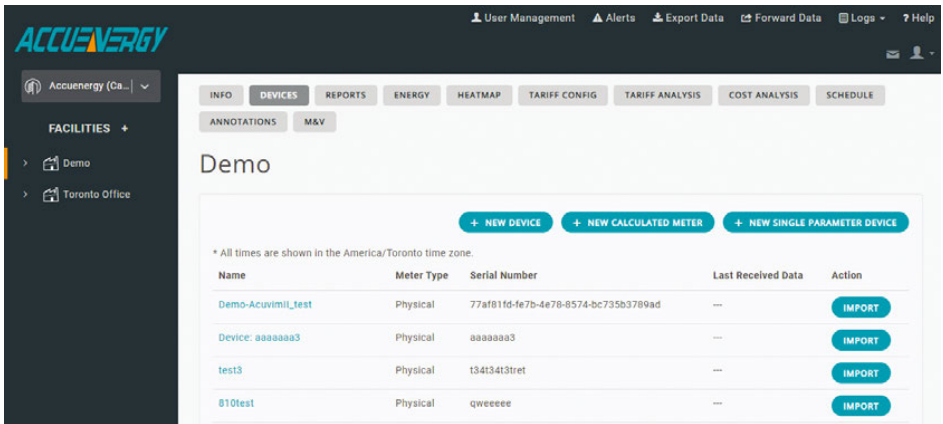 User Management Alerts Export Data Forward Data Logs ? Help
ACCUENERGY
Accuenergy (Ca...
FACILITIES +
Demo
Toronto Office
INFO DEVICES REPORTS ENERGY HEATMAP TARIFF CONFIG TARIFF ANALYSIS COST ANALYSIS SCHEDULE
ANNOTATIONS M&V
Demo
+ NEW DEVICE + NEW CALCULATED METER + NEW SINGLE PARAMETER DEVICE
* All times are shown in the America/Toronto time zone.
Name Meter Type Serial Number Last Received Data Action
Demo-AcuvimII_test Physical 77af81fd-fe7b-4e78-8574-bc735b3789ad --- IMPORT
Device: aaaaaaa3 Physical aaaaaaa3 --- IMPORT
test3 Physical t34t34t3tret --- IMPORT
810test Physical qweeeee --- IMPORT